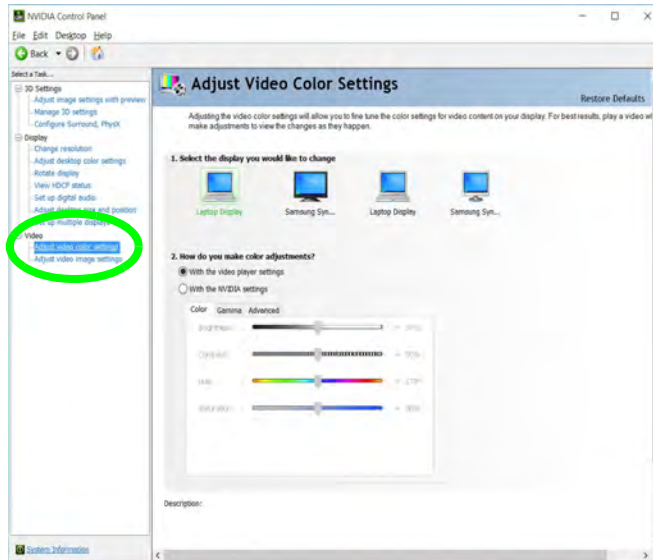 NVIDIA Control Panel
File Edit Desktop Help
Back
Select a Task...
3D Settings
Adjust image settings with preview
Manage 3D settings
Configure Surround, PhysX
Display
Change resolution
Adjust desktop color settings
Rotate display
View HDCP status
Set up digital audio
Adjust desktop size and position
Set up multiple displays
Video
Adjust video color settings
Adjust video image settings
System Information
Adjust Video Color Settings
Restore Defaults
Adjusting the video color settings will allow you to fine tune the color settings for video content on your display. For best results, play a video wi
make adjustments to view the changes as they happen.
1. Select the display you would like to change
Laptop Display Samsung Syn... Laptop Display Samsung Syn...
2. How do you make color adjustments?
With the video player settings
With the NVIDIA settings
Color Gamma Advanced
Brightness:
Contrast:
Hue:
Saturation:
Description: